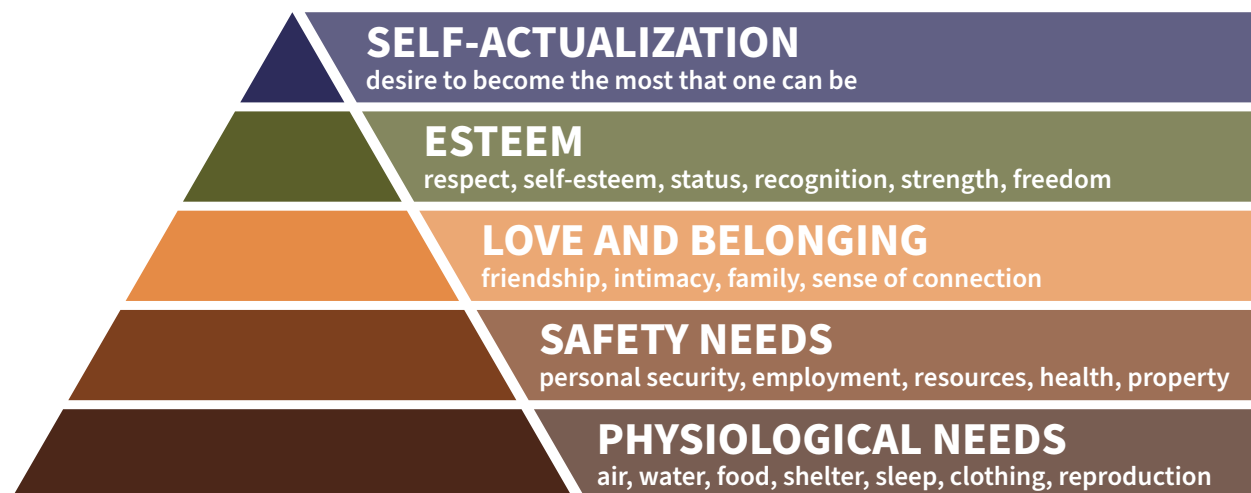 SELF-ACTUALIZATION
desire to become the most that one can be
ESTEEM
respect, self-esteem, status, recognition, strength, freedom
LOVE AND BELONGING
friendship, intimacy, family, sense of connection
SAFETY NEEDS
personal security, employment, resources, health, property
PHYSIOLOGICAL NEEDS
air, water, food, shelter, sleep, clothing, reproduction